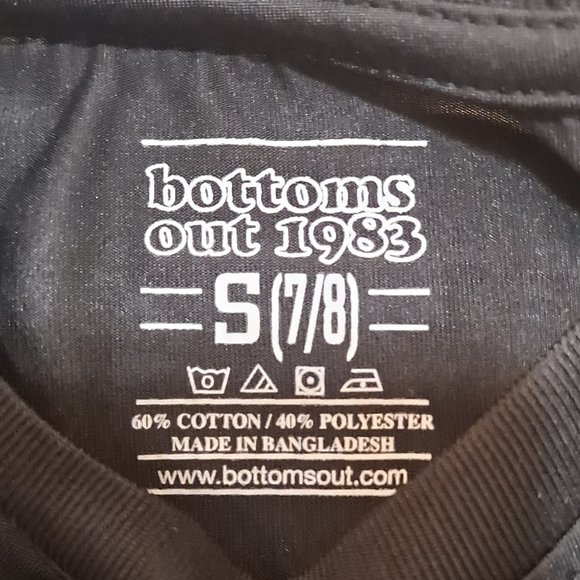 bottoms
out 1983
S (7/8)
60% COTTON / 40% POLYESTER
MADE IN BANGLADESH
www.bottomsout.com